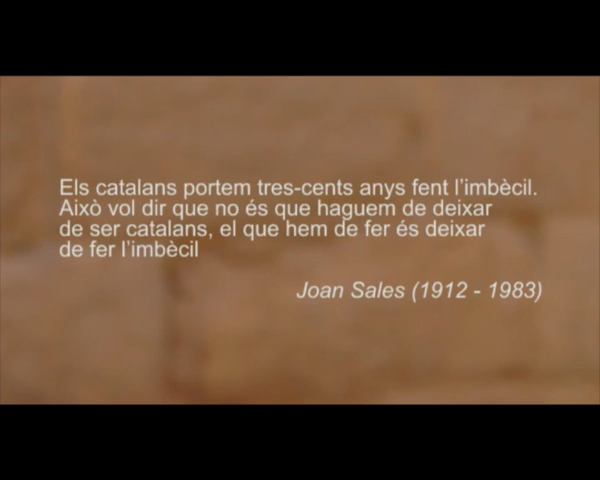 Els catalans portem tres-cents anys fent l'imbècil.
Això vol dir que no és que haguem de deixar
de ser catalans, el que hem de fer és deixar
de fer l'imbècil
Joan Sales (1912 - 1983)